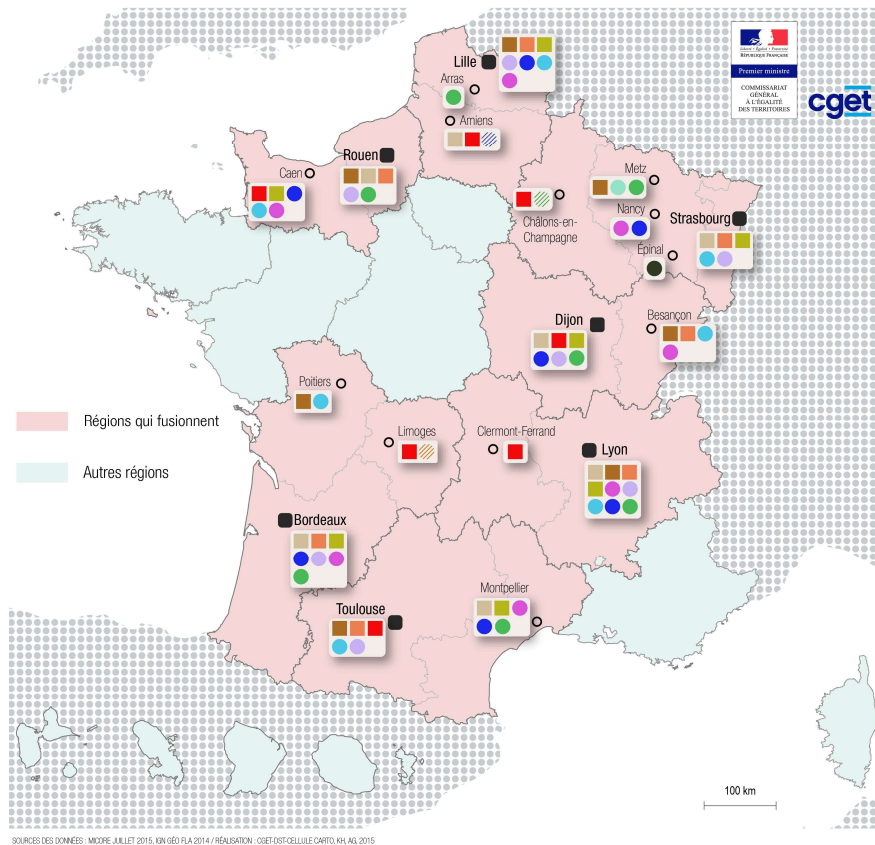 Liberté • Égalité • Fraternité
RÉPUBLIQUE FRANÇAISE
Premier ministre
COMMISSARIAT
GÉNÉRAL
À L'ÉGALITÉ
DES TERRITOIRES
cget
Lille
Arras
Amiens
Rouen
Caen
Metz
Nancy
Châlons-en-
Champagne
Strasbourg
Épinal
Dijon
Besançon
Poitiers
Limoges
Clermont-Ferrand
Lyon
Régions qui fusionnent
Autres régions
Bordeaux
Montpellier
Toulouse
100 km
SOURCES DES DONNÉES : MICORE JUILLET 2015, IGN GÉO FLA 2014 / RÉALISATION : CGET-DST-CELLULE CARTO, KH, AG, 2015